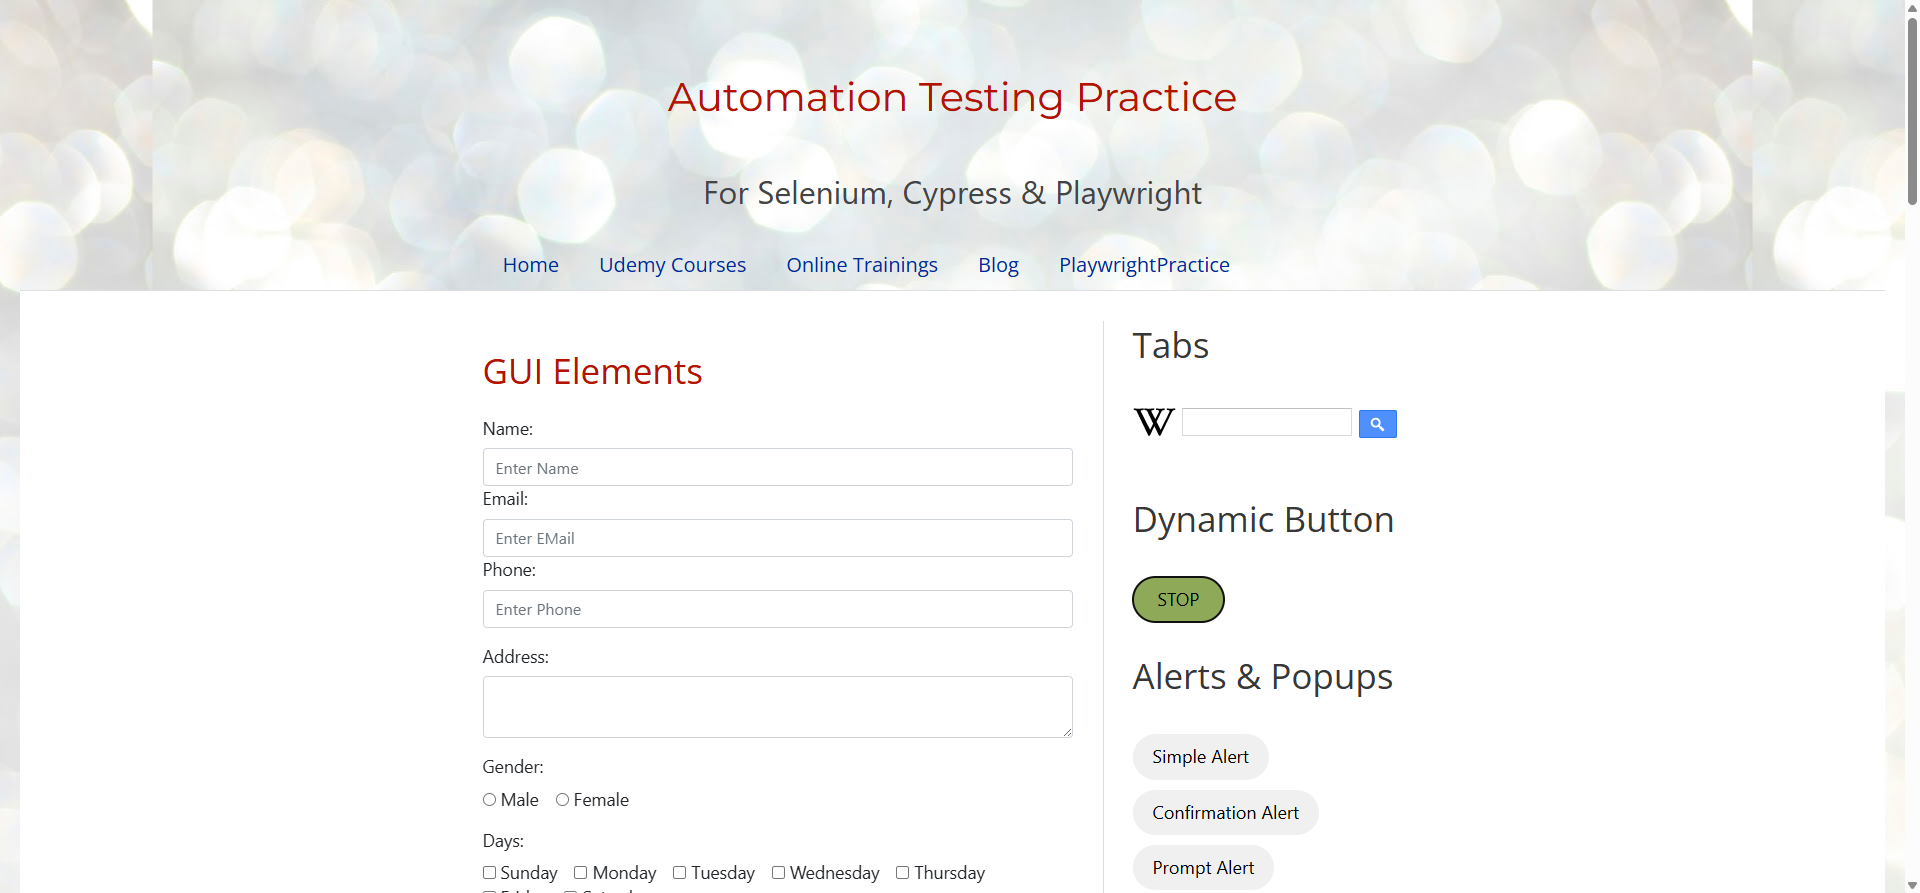 Automation Testing Practice
For Selenium, Cypress & Playwright
Home Udemy Courses Online Trainings Blog PlaywrightPractice
GUI Elements
Name:
Enter Name
Email:
Enter EMail
Phone:
Enter Phone
Address:
Gender:
Male Female
Days:
Sunday Monday Tuesday Wednesday Thursday
Tabs
W
Dynamic Button
STOP
Alerts & Popups
Simple Alert
Confirmation Alert
Prompt Alert